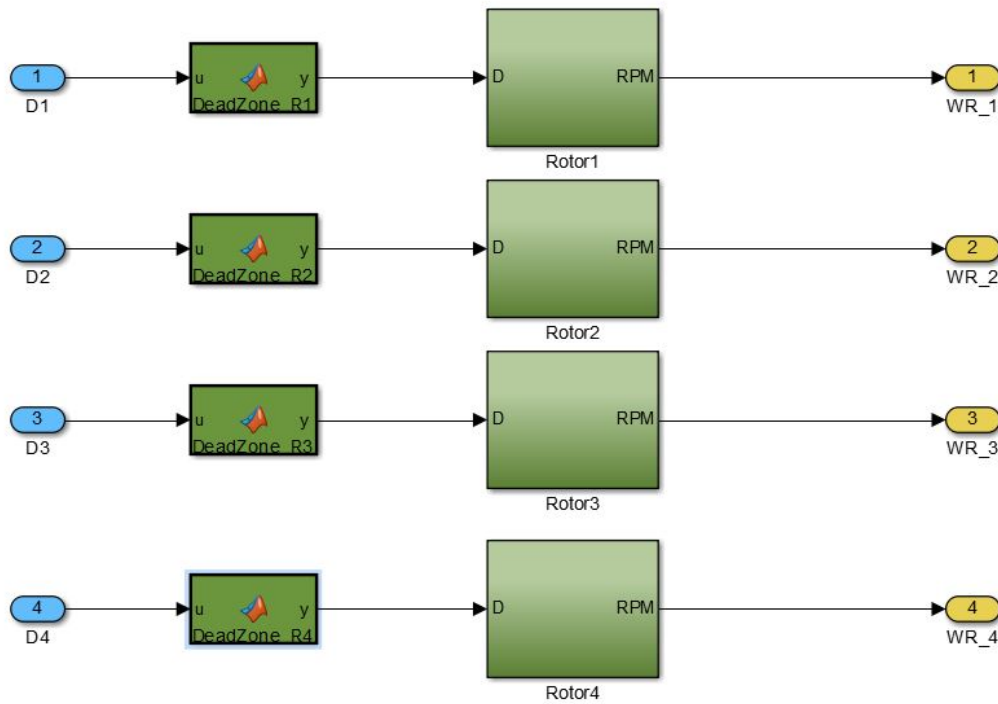 1
D1
u y
DeadZone_R1
D RPM
Rotor1
1
WR_1
2
D2
u y
DeadZone_R2
D RPM
Rotor2
2
WR_2
3
D3
u y
DeadZone_R3
D RPM
Rotor3
3
WR_3
4
D4
u y
DeadZone_R4
D RPM
Rotor4
4
WR_4